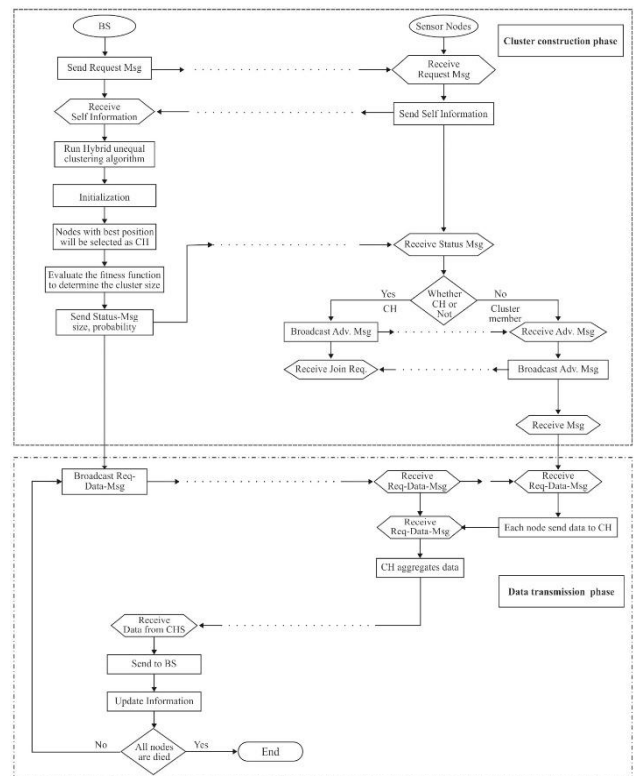 BS
Sensor Nodes
Cluster construction phase
Send Request Msg
Receive
Request Msg
Receive
Self Information
Send Self Information
Run Hybrid unequal
clustering algorithm
Initialization
Nodes with best position
will be selected as CH
Receive Status Msg
Evaluate the fitness function
to determine the cluster size
Send Status-Msg
size, probability
Whether
CH or
Not
Yes
CH
No
Cluster
member
Broadcast Adv. Msg
Receive Adv. Msg
Receive Join Req.
Broadcast Adv. Msg
Receive Msg
Broadcast Req-
Data-Msg
Receive
Req-Data-Msg
Receive
Req-Data-Msg
Receive
Req-Data-Msg
Each node send data to CH
CH aggregates data
Data transmission phase
Receive
Data from CHS
Send to BS
Update Information
All nodes
are died
No
Yes
End